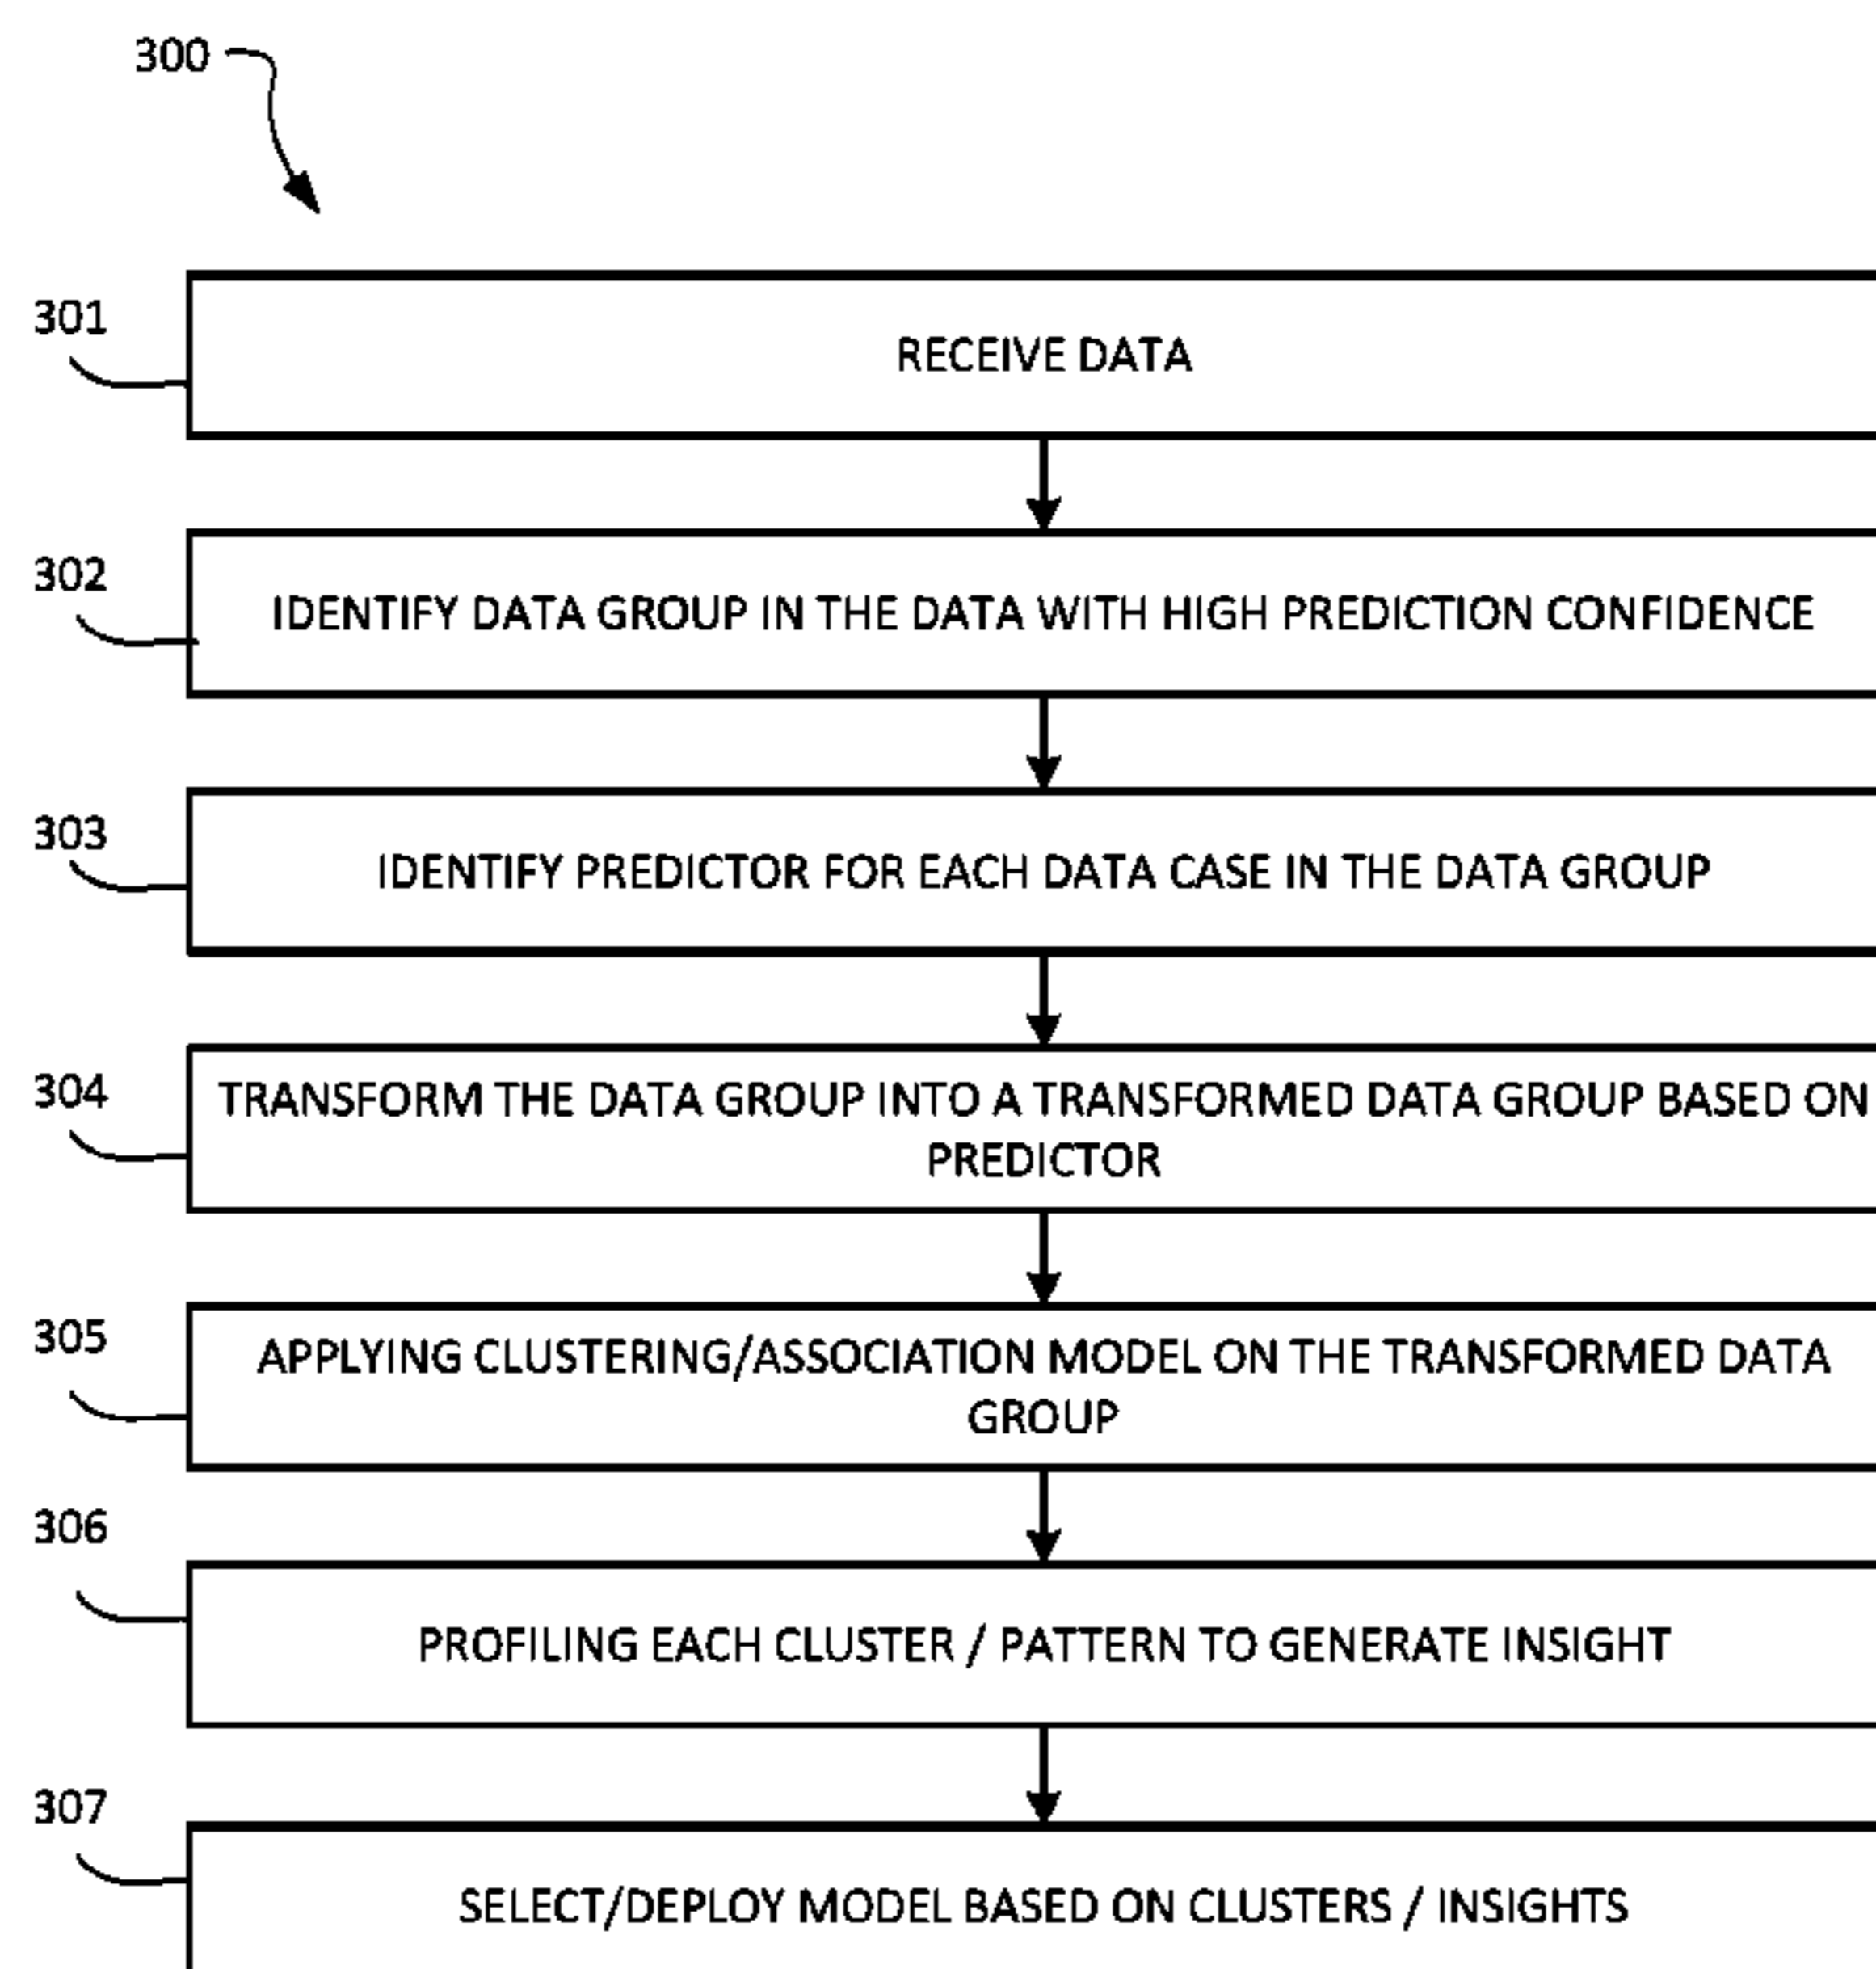 300
301
RECEIVE DATA
302
IDENTIFY DATA GROUP IN THE DATA WITH HIGH PREDICTION CONFIDENCE
303
IDENTIFY PREDICTOR FOR EACH DATA CASE IN THE DATA GROUP
304
TRANSFORM THE DATA GROUP INTO A TRANSFORMED DATA GROUP BASED ON
PREDICTOR
305
APPLYING CLUSTERING/ASSOCIATION MODEL ON THE TRANSFORMED DATA
GROUP
306
PROFILING EACH CLUSTER / PATTERN TO GENERATE INSIGHT
307
SELECT/DEPLOY MODEL BASED ON CLUSTERS / INSIGHTS